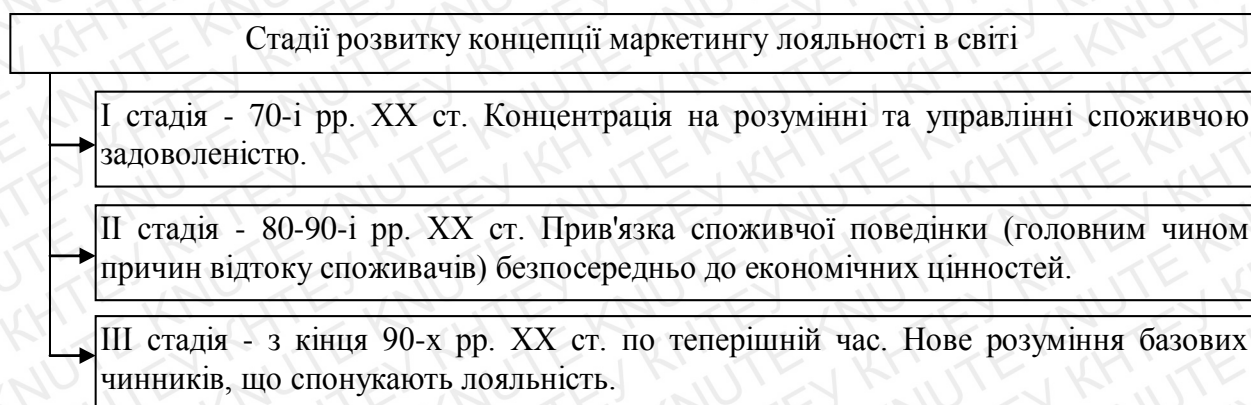 Стадії розвитку концепції маркетингу лояльності в світі
І стадія - 70-і рр. ХХ ст. Концентрація на розумінні та управлінні споживчою
задоволеністю.
ІІ стадія - 80-90-і рр. ХХ ст. Прив'язка споживчої поведінки (головним чином
причин відтоку споживачів) безпосередньо до економічних цінностей.
ІІІ стадія - з кінця 90-х рр. ХХ ст. по теперішній час. Нове розуміння базових
чинників, що спонукають лояльність.